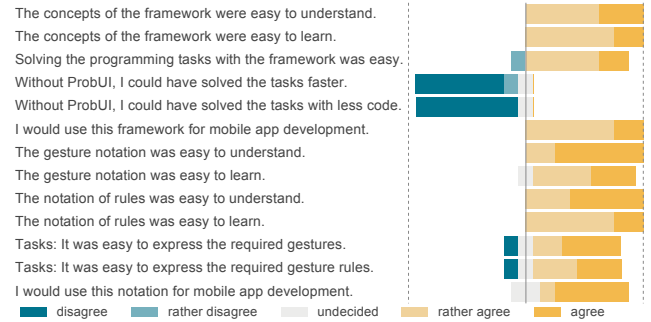 The concepts of the framework were easy to understand.
The concepts of the framework were easy to learn.
Solving the programming tasks with the framework was easy.
Without ProbUI, I could have solved the tasks faster.
Without ProbUI, I could have solved the tasks with less code.
I would use this framework for mobile app development.
The gesture notation was easy to understand.
The gesture notation was easy to learn.
The notation of rules was easy to understand.
The notation of rules was easy to learn.
Tasks: It was easy to express the required gestures.
Tasks: It was easy to express the required gesture rules.
I would use this notation for mobile app development.
disagree rather disagree undecided rather agree agree